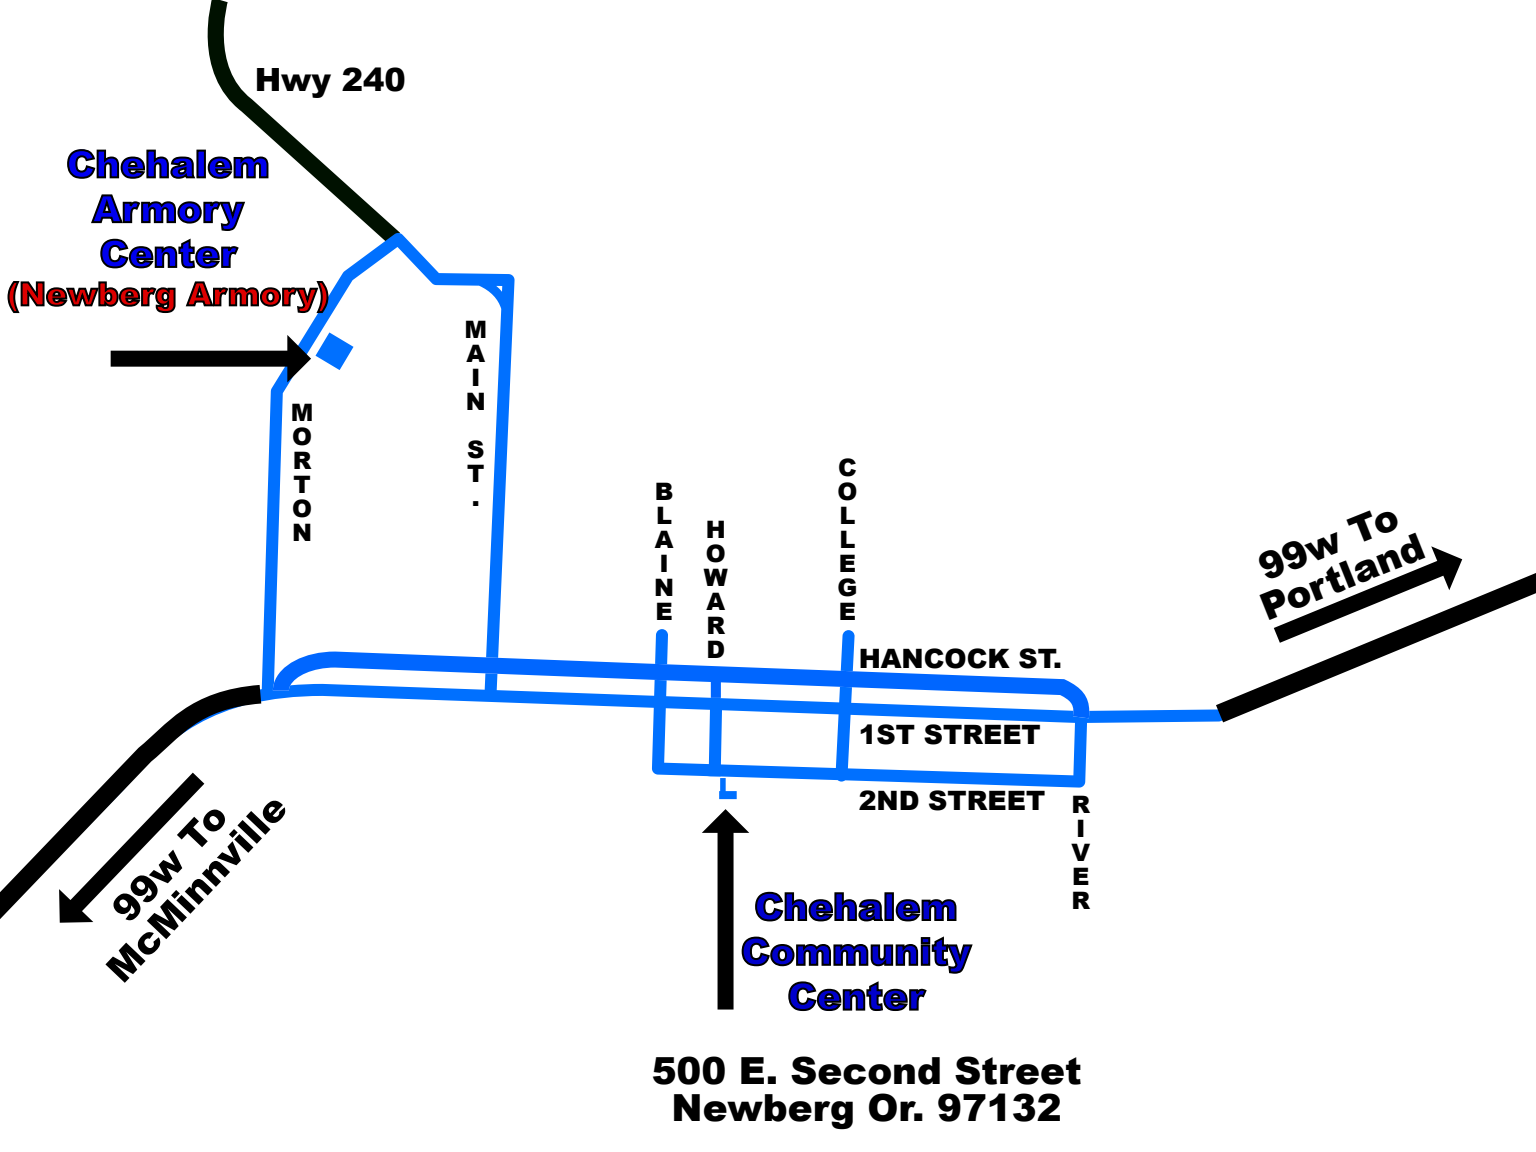 Hwy 240
Chehalem
Armory
Center
(Newberg Armory)
MAIN ST.
MORTON
BLAINE
HOWARD
COLLEGE
99w To
Portland
HANCOCK ST.
1ST STREET
2ND STREET
RIVER
99w To
McMinnville
Chehalem
Community
Center
500 E. Second Street
Newberg Or. 97132